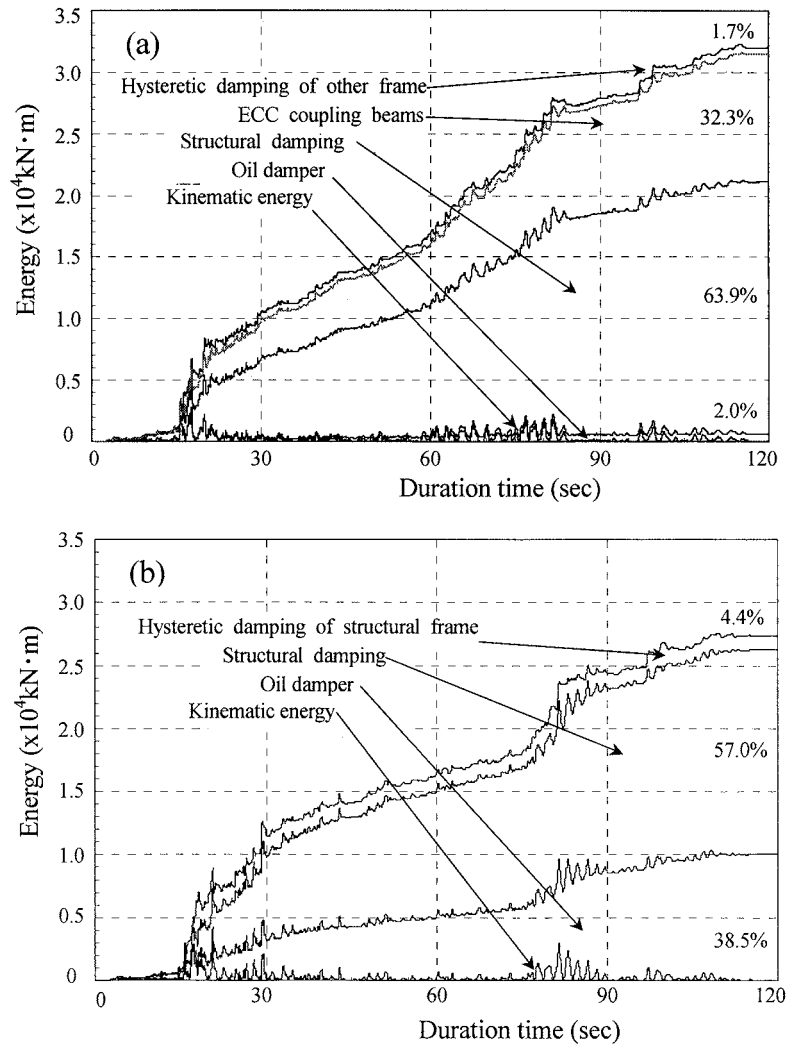 (a)
1.7%
3.5
3.0
2.5
2.0
1.5
1.0
0.5
0
Energy (x10⁴kN·m)
Hysteretic damping of other frame
ECC coupling beams
32.3%
Structural damping
Oil damper
Kinematic energy
63.9%
2.0%
0 30 60 90 120
Duration time (sec)
(b)
4.4%
3.5
3.0
2.5
2.0
1.5
1.0
0.5
0
Energy (x10⁴kN·m)
Hysteretic damping of structural frame
Structural damping
Oil damper
Kinematic energy
57.0%
38.5%
0 30 60 90 120
Duration time (sec)